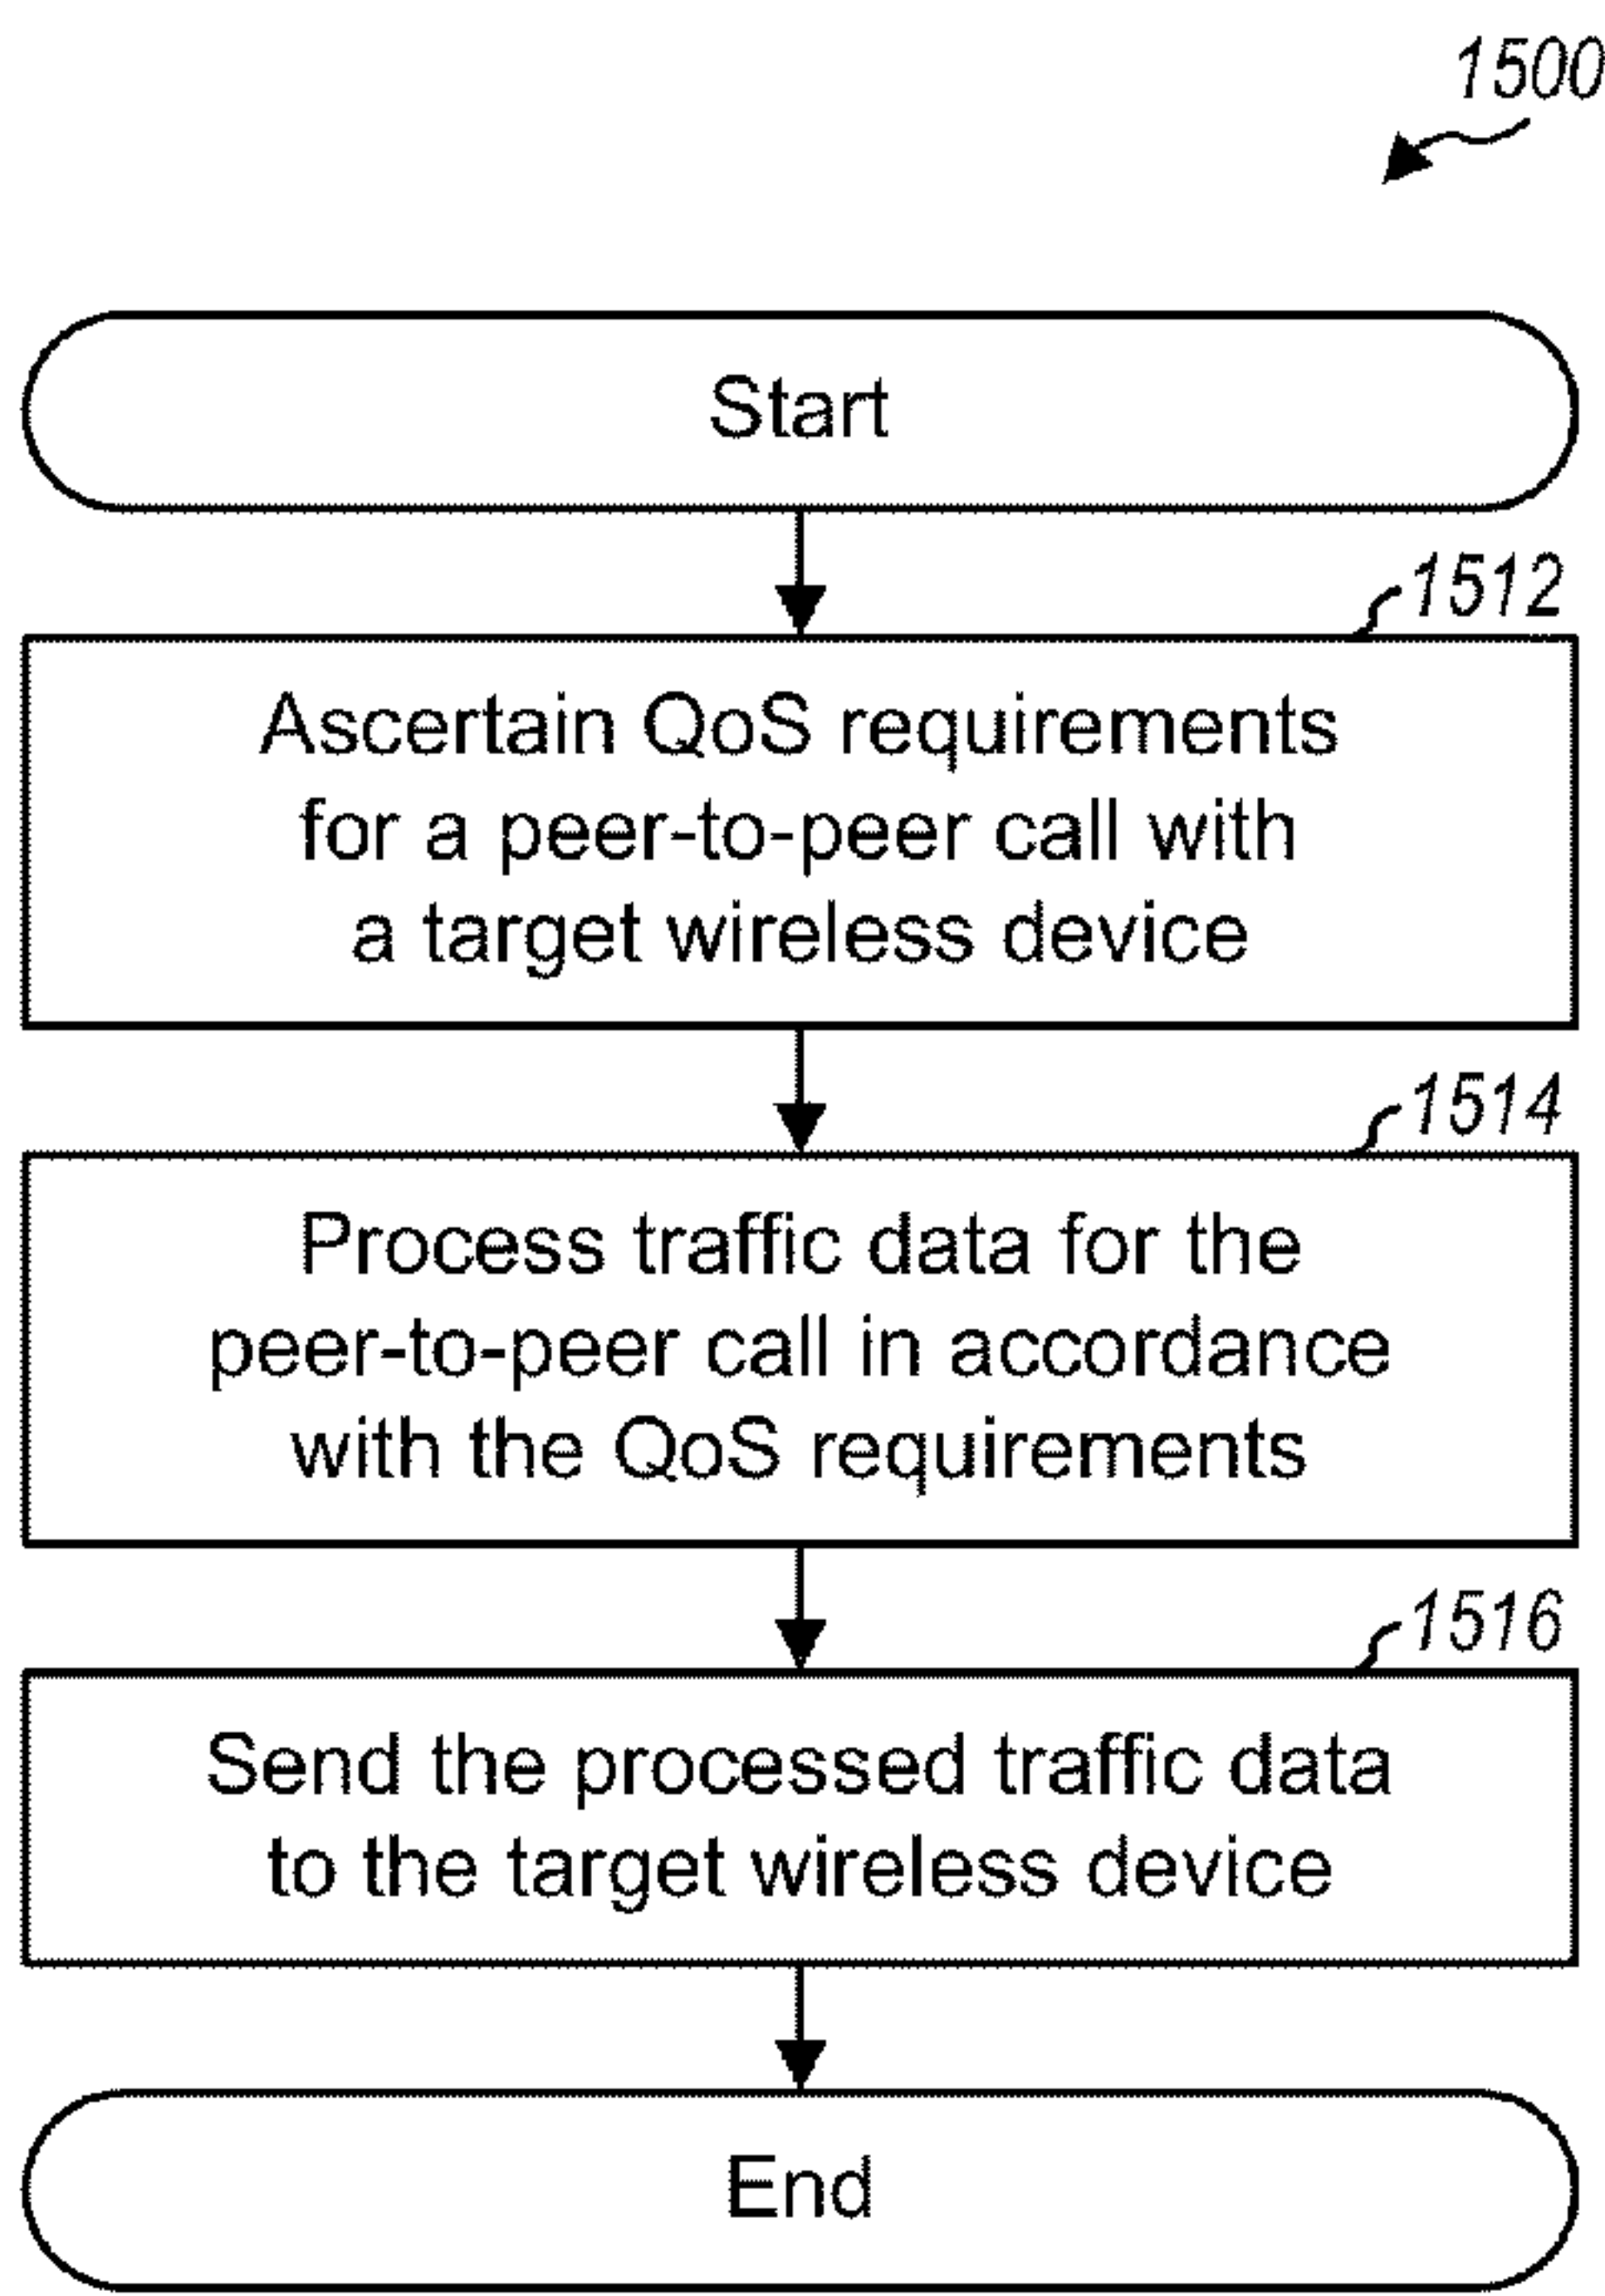 1500
Start
1512
Ascertain QoS requirements
for a peer-to-peer call with
a target wireless device
1514
Process traffic data for the
peer-to-peer call in accordance
with the QoS requirements
1516
Send the processed traffic data
to the target wireless device
End